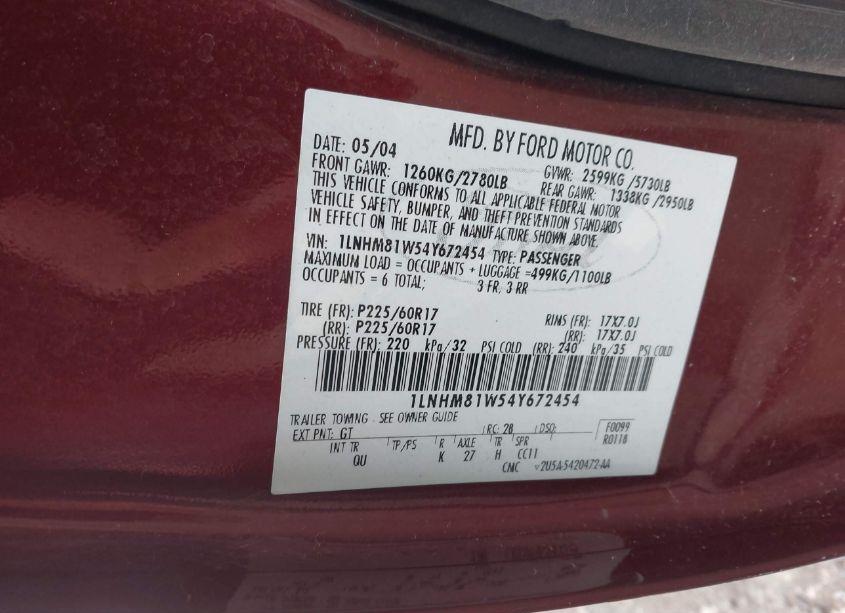 MFD. BY FORD MOTOR CO.
DATE: 05/04 GVWR: 2599KG/5730LB
FRONT GAWR: 1260KG/2780LB REAR GAWR: 1338KG/2950LB
THIS VEHICLE CONFORMS TO ALL APPLICABLE FEDERAL MOTOR
VEHICLE SAFETY, BUMPER, AND THEFT PREVENTION STANDARDS
IN EFFECT ON THE DATE OF MANUFACTURE SHOWN ABOVE.
VIN: 1LNHM81W54Y672454 TYPE: PASSENGER
MAXIMUM LOAD = OCCUPANTS + LUGGAGE =499KG/1100LB
OCCUPANTS = 6 TOTAL; 3 FR, 3 RR
TIRE (FR): P225/60R17 RIMS (FR): 17X7.0J
(RR): P225/60R17 (RR): 17X7.0J
PRESSURE (FR): 220 kPa/32 PSI COLD (RR): 240 kPa/35 PSI COLD
1LNHM81W54Y672454
TRAILER TOWING - SEE OWNER GUIDE
EXT PNT: GT RC: 28 DSO: F0099
R0118
INT TR TP/PS R AXLE TR SPR
QU K 27 H CC11
CMC V2U5A-5420472-AA